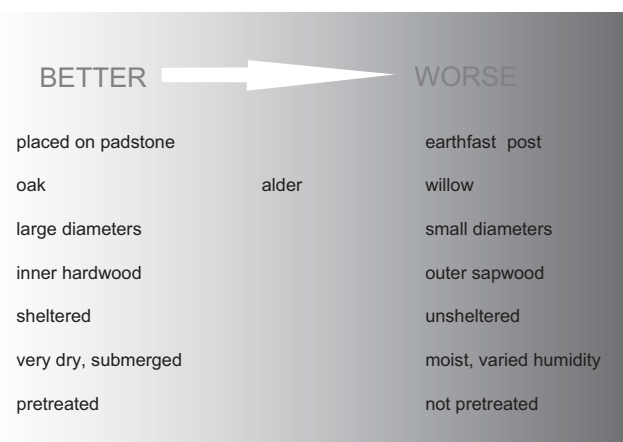 BETTER WORSE
placed on padstone earthfast post
oak alder willow
large diameters small diameters
inner hardwood outer sapwood
sheltered unsheltered
very dry, submerged moist, varied humidity
pretreated not pretreated